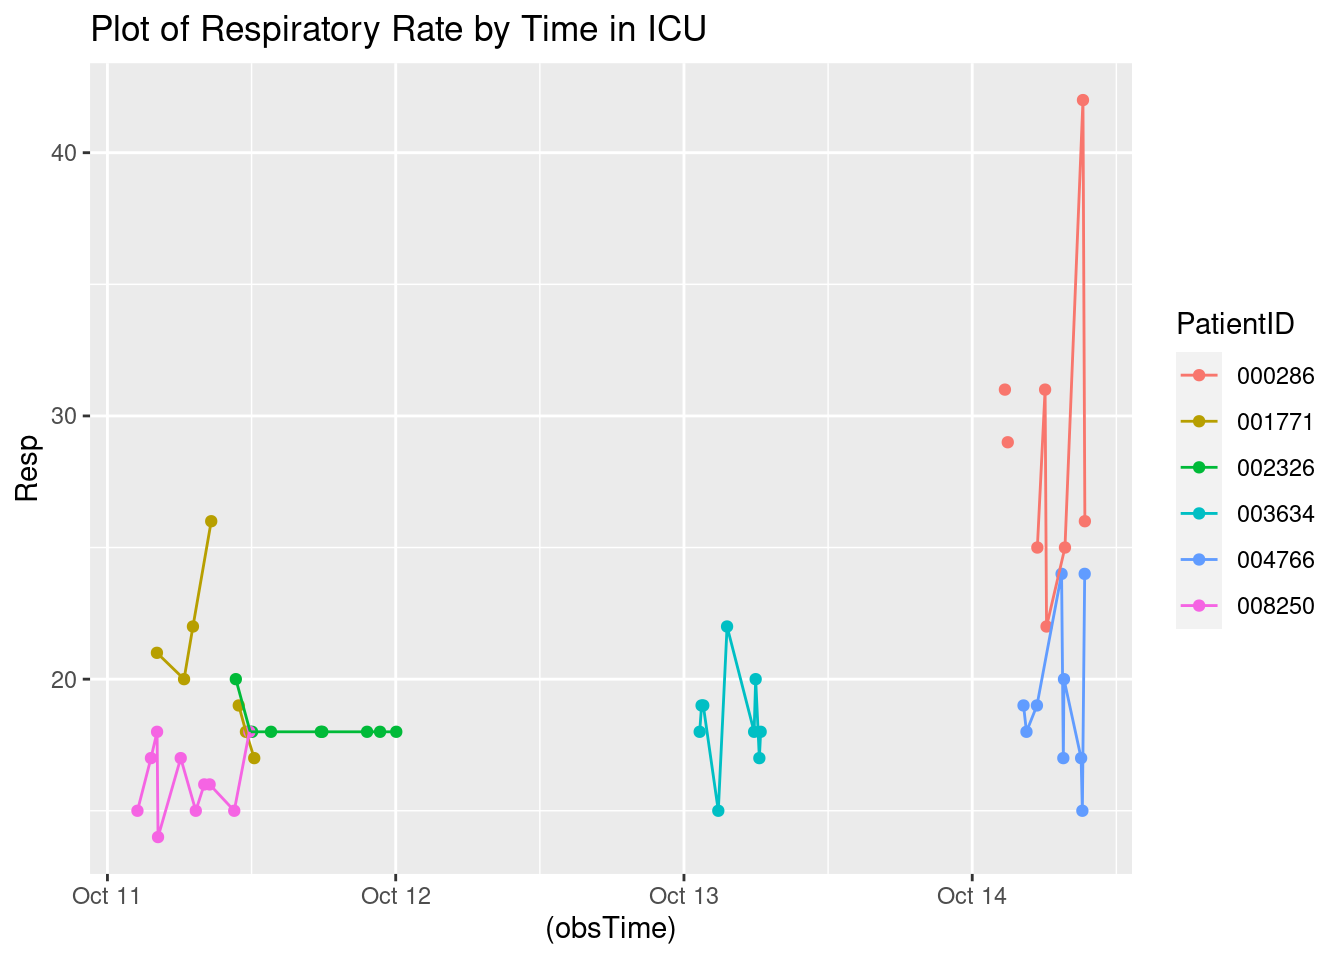 Plot of Respiratory Rate by Time in ICU
40
30
20
Resp
Oct 11
Oct 12
Oct 13
Oct 14
(obsTime)
PatientID
000286
001771
002326
003634
004766
008250